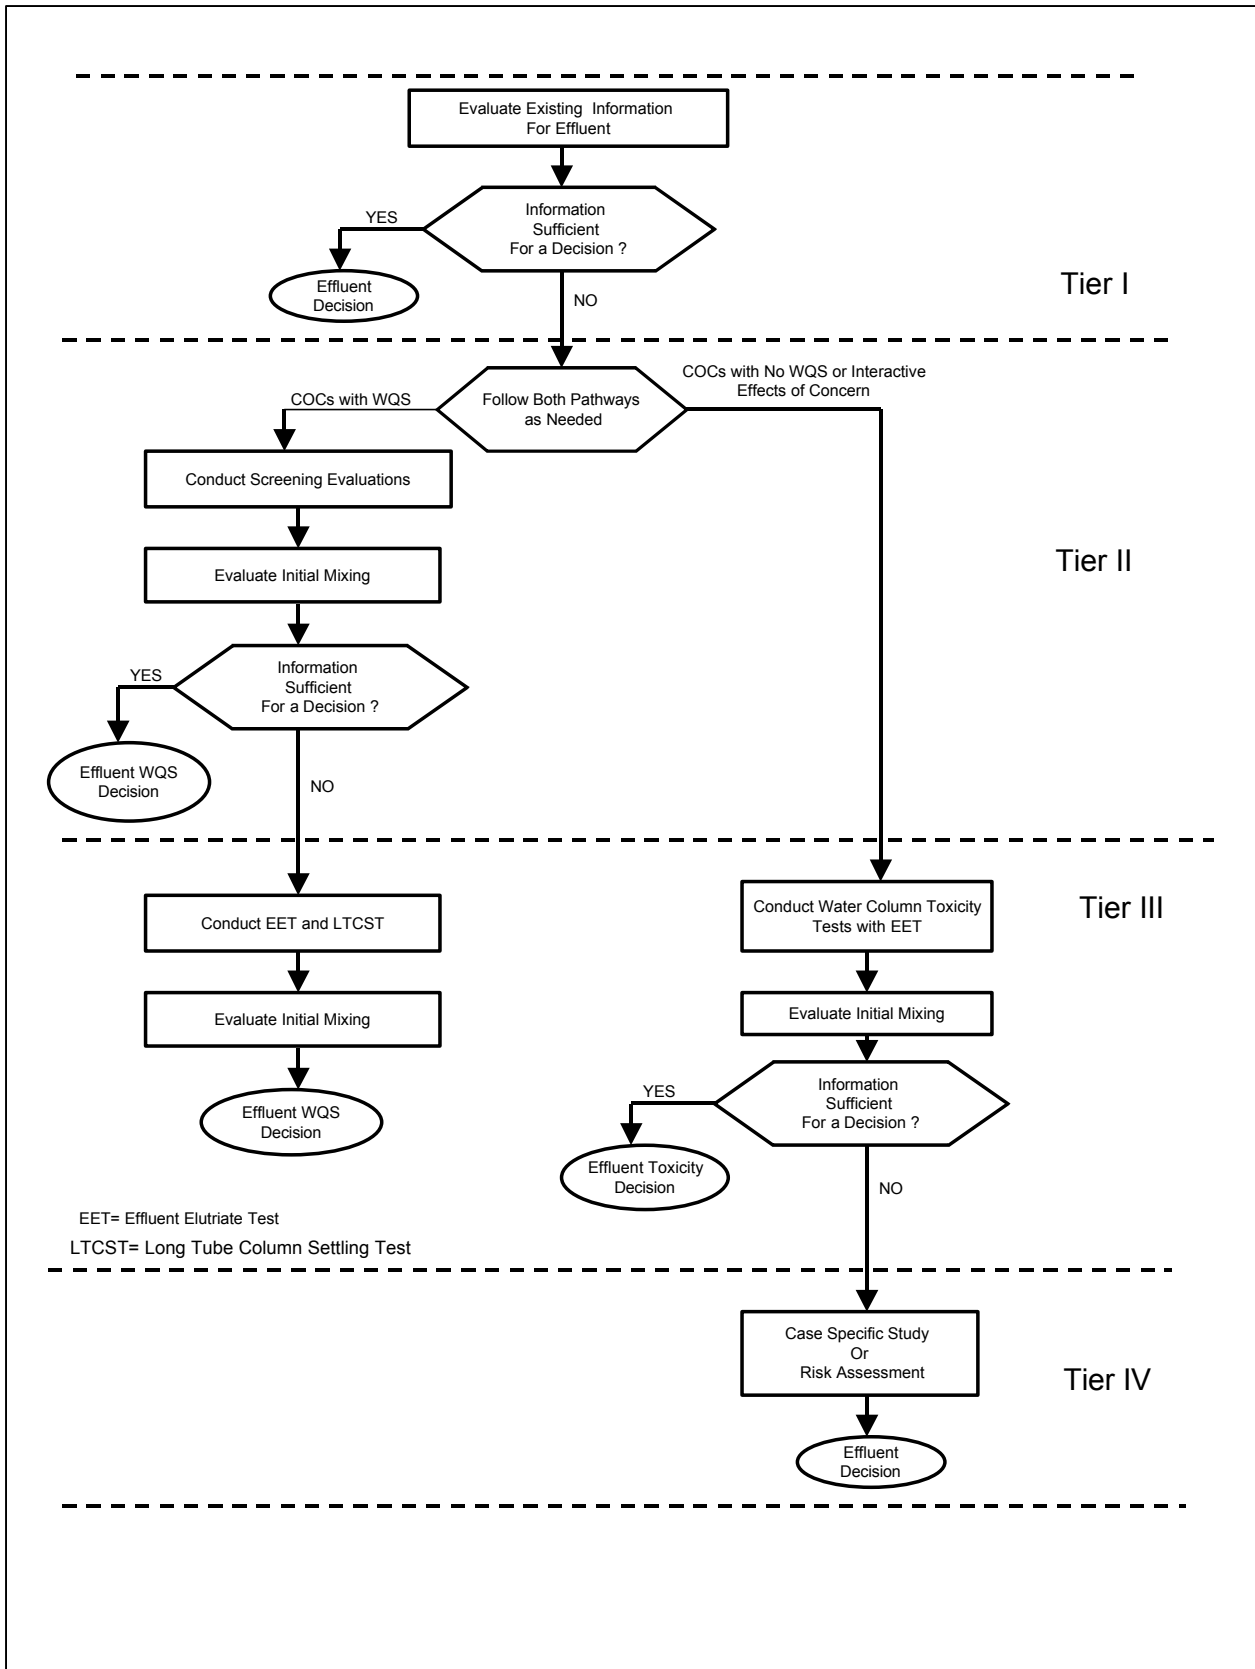 Evaluate Existing Information
For Effluent
Information
Sufficient
For a Decision ?
YES
Effluent
Decision
NO
Tier I
COCs with No WQS or Interactive
Effects of Concern
COCs with WQS
Follow Both Pathways
as Needed
Conduct Screening Evaluations
Evaluate Initial Mixing
Tier II
Information
Sufficient
For a Decision ?
YES
Effluent WQS
Decision
NO
Conduct EET and LTCST
Evaluate Initial Mixing
Effluent WQS
Decision
Conduct Water Column Toxicity
Tests with EET
Tier III
Evaluate Initial Mixing
Information
Sufficient
For a Decision ?
YES
Effluent Toxicity
Decision
NO
EET= Effluent Elutriate Test
LTCST= Long Tube Column Settling Test
Case Specific Study
Or
Risk Assessment
Tier IV
Effluent
Decision